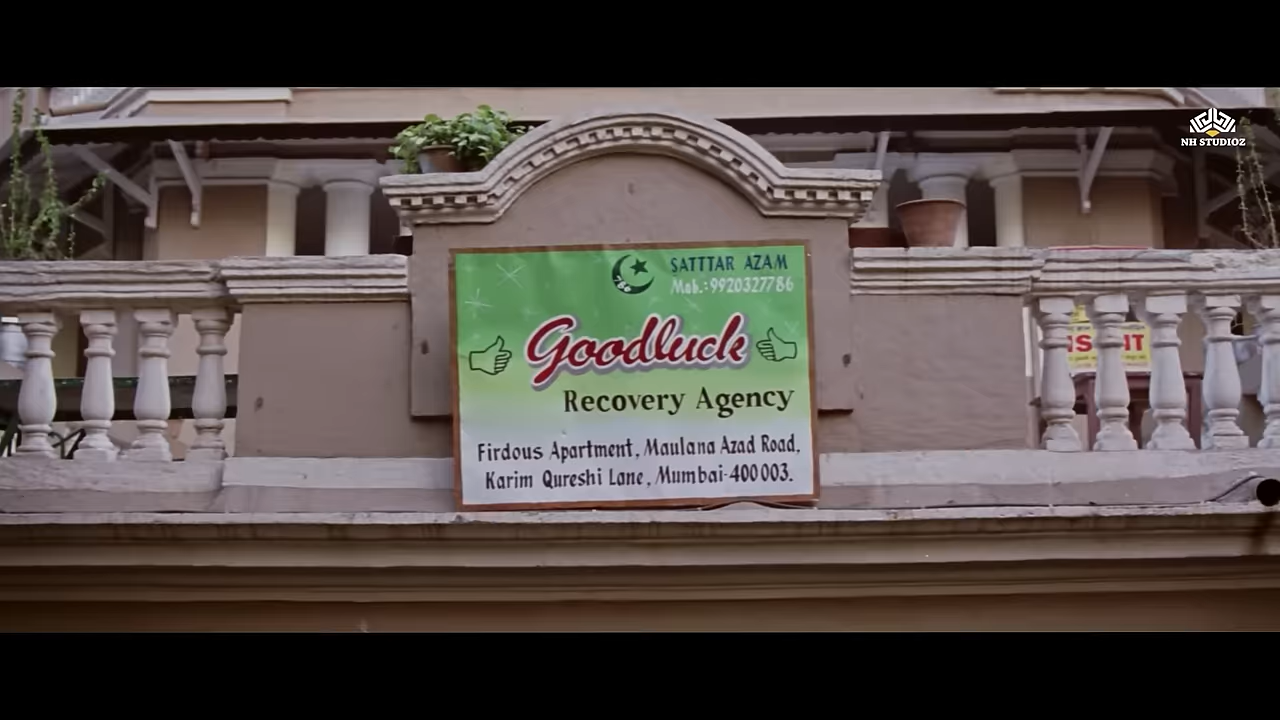 NH STUDIOZ
786
SATTTAR AZAM
Mob.:9920327786
Goodluck
Recovery Agency
Firdous Apartment, Maulana Azad Road,
Karim Qureshi Lane, Mumbai-400003.